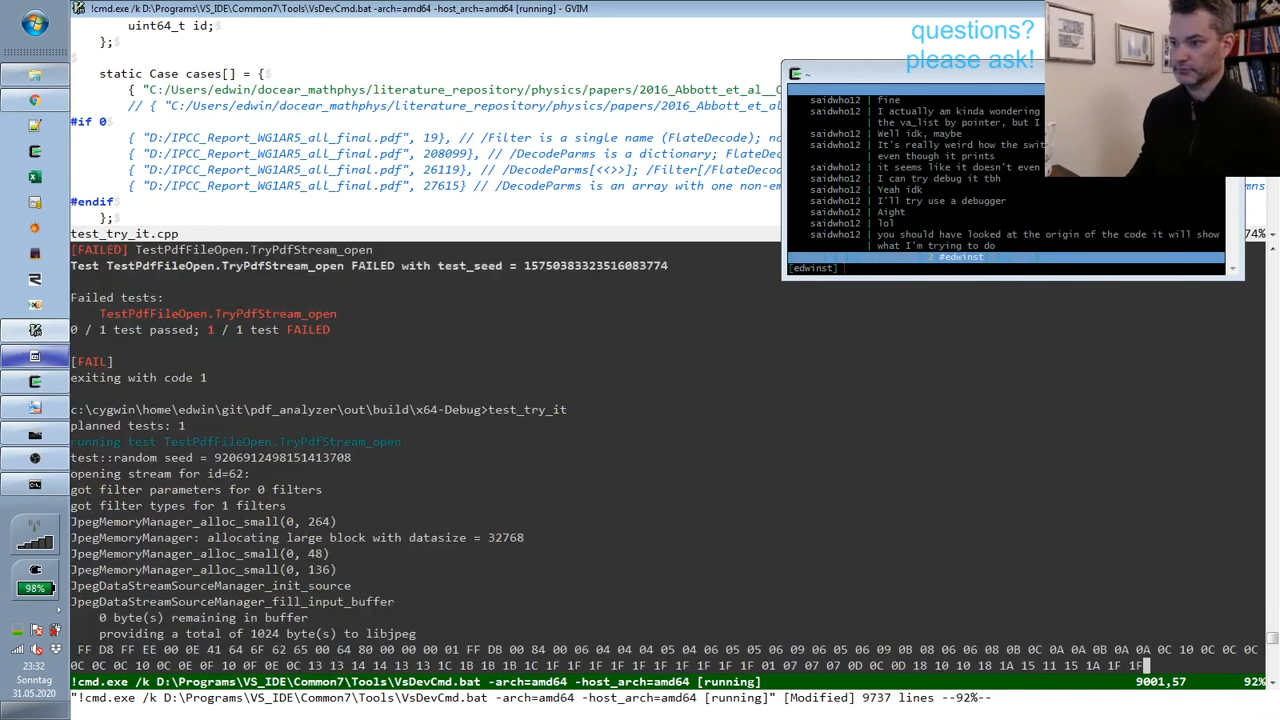 !cmd.exe /k D:\Programs\VS_IDE\Common7\Tools\VsDevCmd.bat -arch=amd64 -host_arch=amd64 [running] - GVIM
uint64_t id;$
};$
$
static Case cases[] = {$
{ "C:/Users/edwin/docear_mathphys/literature_repository/physics/papers/2016_Abbott_et_al__O
// { "C:/Users/edwin/docear_mathphys/literature_repository/physics/papers/2016_Abbott_et_al_
#if 0$
{ "D:/IPCC_Report_WG1AR5_all_final.pdf", 19}, // /Filter is a single name (FlateDecode); no
{ "D:/IPCC_Report_WG1AR5_all_final.pdf", 208099}, // /DecodeParms is a dictionary; FlateDec
{ "D:/IPCC_Report_WG1AR5_all_final.pdf", 26119}, // /DecodeParms[<<>>]; /Filter[/FlateDecod
{ "D:/IPCC_Report_WG1AR5_all_final.pdf", 27615} // /DecodeParms is an array with one non-em
#endif$
};$
test_try_it.cpp
74%
questions?
please ask!
~
saidwho12 | fine
saidwho12 | I actually am kinda wondering
| the va_list by pointer, but I
saidwho12 | Well idk, maybe
saidwho12 | It's really weird how the swit
| even though it prints
saidwho12 | it seems like it doesn't even
saidwho12 | I can try debug it tbh
saidwho12 | Yeah idk
saidwho12 | I'll try use a debugger
saidwho12 | Aight
saidwho12 | lol
saidwho12 | you should have looked at the origin of the code it will show
| what I'm trying to do
2 #edwinst
[edwinst]
[FAILED] TestPdfFileOpen.TryPdfStream_open
Test TestPdfFileOpen.TryPdfStream_open FAILED with test_seed = 15750383323516083774
Failed tests:
TestPdfFileOpen.TryPdfStream_open
0 / 1 test passed; 1 / 1 test FAILED
[FAIL]
exiting with code 1
c:\cygwin\home\edwin\git\pdf_analyzer\out\build\x64-Debug>test_try_it
planned tests: 1
running test TestPdfFileOpen.TryPdfStream_open
test::random seed = 9206912498151413708
opening stream for id=62:
got filter parameters for 0 filters
got filter types for 1 filters
JpegMemoryManager_alloc_small(0, 264)
JpegMemoryManager: allocating large block with datasize = 32768
JpegMemoryManager_alloc_small(0, 48)
JpegMemoryManager_alloc_small(0, 136)
JpegDataStreamSourceManager_init_source
JpegDataStreamSourceManager_fill_input_buffer
0 byte(s) remaining in buffer
providing a total of 1024 byte(s) to libjpeg
FF D8 FF EE 00 0E 41 64 6F 62 65 00 64 80 00 00 00 01 FF DB 00 84 00 06 04 04 04 05 04 06 05 05 06 09 06 05 06 09 0B 08 06 06 08 0B 0C 0A 0A 0B 0A 0A 0C 10 0C 0C 0C
0C 0C 0C 10 0C 0E 0F 10 0F 0E 0C 13 13 14 14 13 13 1C 1B 1B 1B 1C 1F 1F 1F 1F 1F 1F 1F 1F 1F 1F 01 07 07 07 0D 0C 0D 18 10 10 18 1A 15 11 15 1A 1F 1F
!cmd.exe /k D:\Programs\VS_IDE\Common7\Tools\VsDevCmd.bat -arch=amd64 -host_arch=amd64 [running]
9001,57
92%
"!cmd.exe /k D:\Programs\VS_IDE\Common7\Tools\VsDevCmd.bat -arch=amd64 -host_arch=amd64 [running]" [Modified] 9737 lines --92%--
98%
23:32
Sonntag
31.05.2020